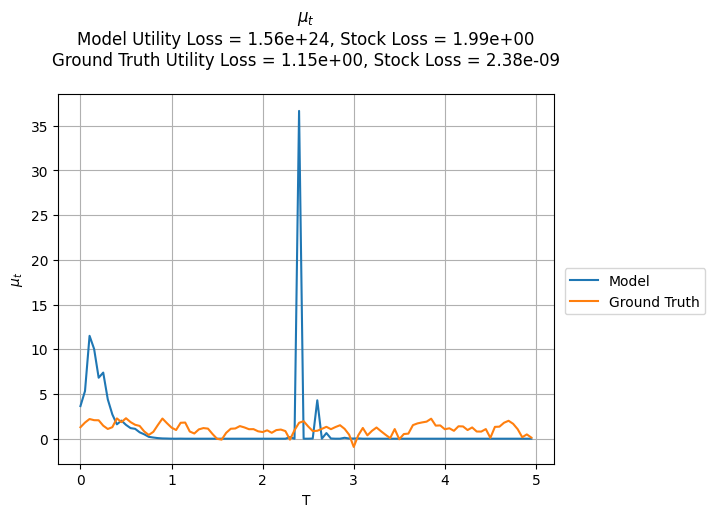 μₜ
Model Utility Loss = 1.56e+24, Stock Loss = 1.99e+00
Ground Truth Utility Loss = 1.15e+00, Stock Loss = 2.38e-09
35
30
25
20
15
10
5
0
μₜ
0 1 2 3 4 5
T
Model
Ground Truth